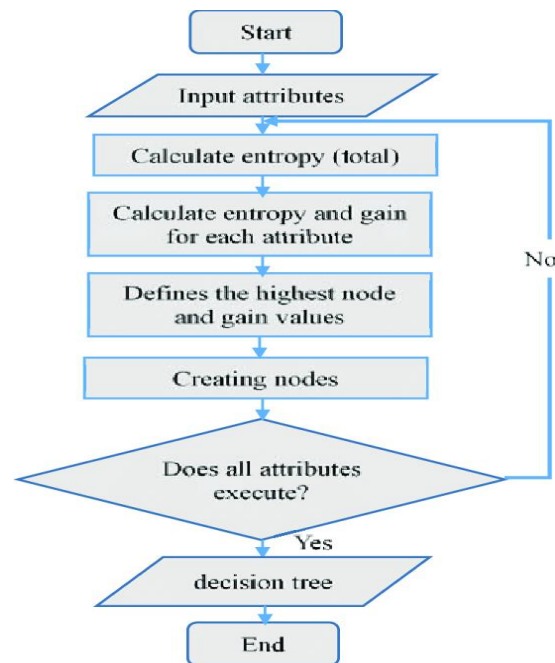 Start
Input attributes
Calculate entropy (total)
Calculate entropy and gain
for each attribute
No
Defines the highest node
and gain values
Creating nodes
Does all attributes
execute?
Yes
decision tree
End